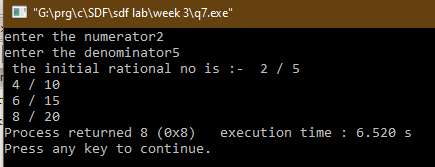 "G:\prg\c\SDF\sdf lab\week 3\q7.exe"
enter the numerator2
enter the denominator5
 the initial rational no is :-  2 / 5
 4 / 10
 6 / 15
 8 / 20
Process returned 8 (0x8)   execution time : 6.520 s
Press any key to continue.